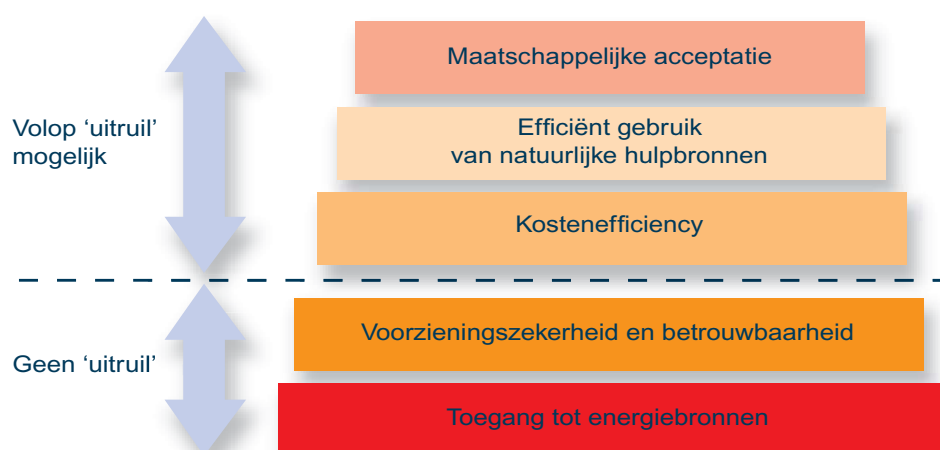 Maatschappelijke acceptatie
Volop ‘uitruil’
mogelijk
Efficiënt gebruik
van natuurlijke hulpbronnen
Kostenefficiency
Voorzieningszekerheid en betrouwbaarheid
Geen ‘uitruil’
Toegang tot energiebronnen